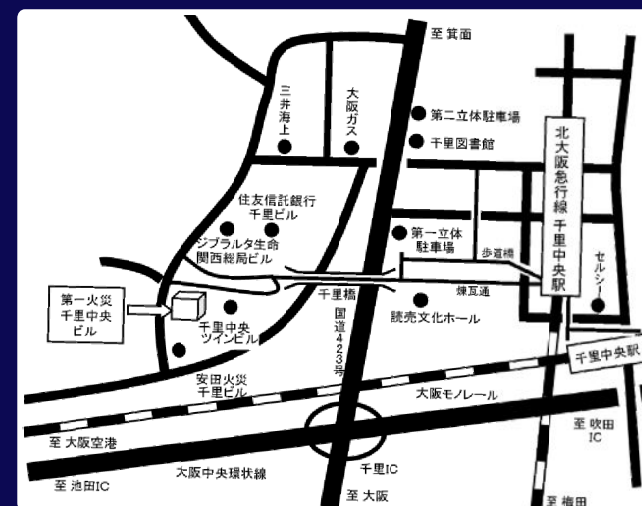 至 箕面
三井海上
大阪ガス
第二立体駐車場
千里図書館
北大阪急行線 千里中央駅
住友信託銀行
千里ビル
ジブラルタ生命
関西総局ビル
第一立体
駐車場
歩道橋
セルシー
第一火災
千里中央
ビル
千里橋
煉瓦通
千里中央
ツインビル
国道423号
読売文化ホール
千里中央駅
安田火災
千里ビル
大阪モノレール
至 大阪空港
至 吹田
IC
大阪中央環状線
千里IC
至 池田IC
至 大阪
至 梅田